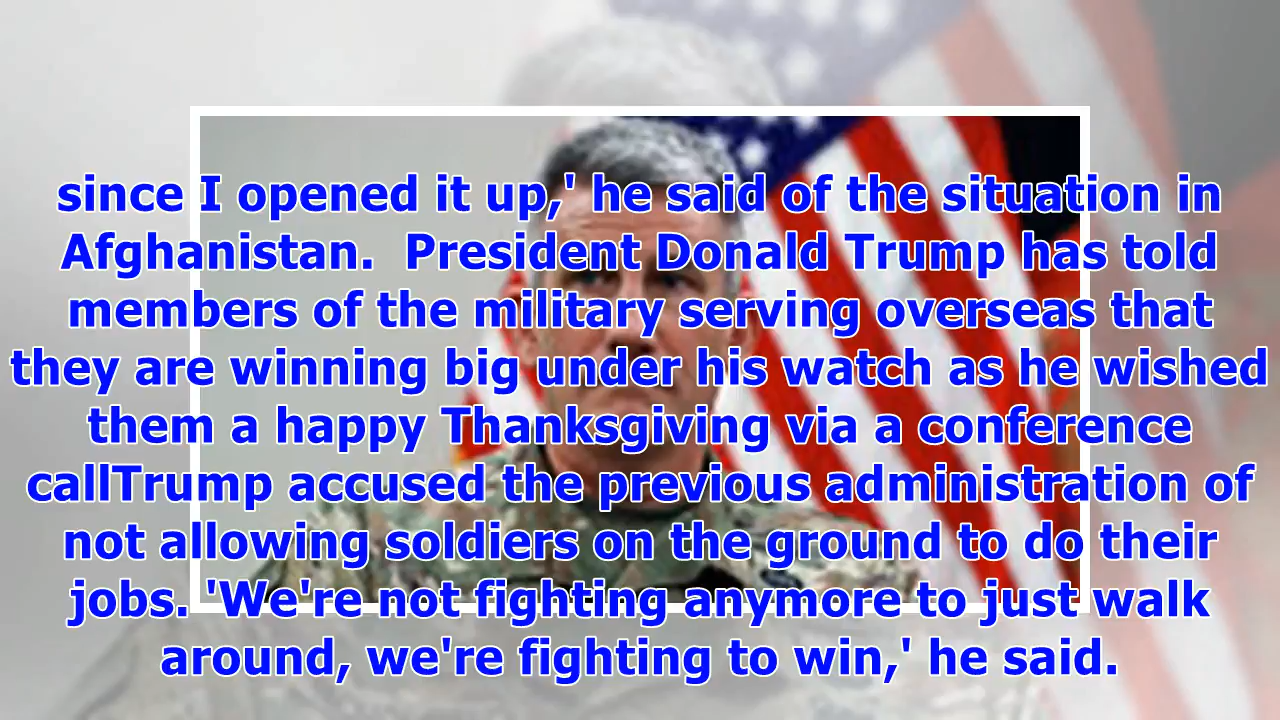 since I opened it up,' he said of the situation in
Afghanistan.  President Donald Trump has told
members of the military serving overseas that
they are winning big under his watch as he wished
them a happy Thanksgiving via a conference
callTrump accused the previous administration of
not allowing soldiers on the ground to do their
jobs. 'We're not fighting anymore to just walk
around, we're fighting to win,' he said.